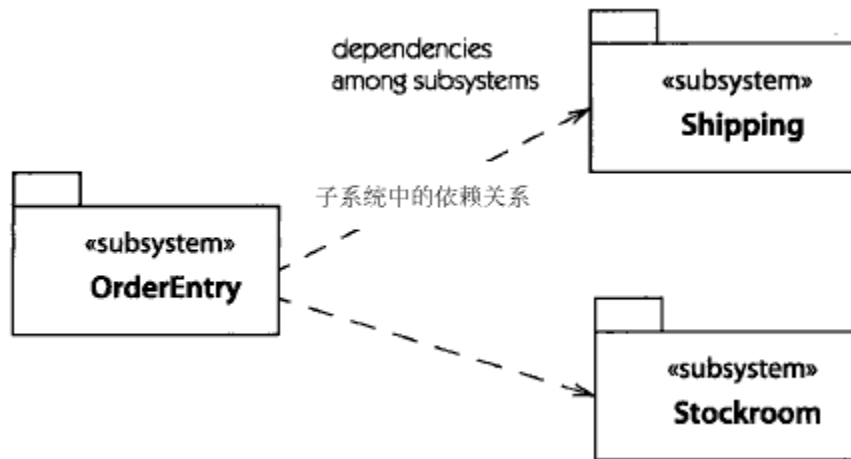 dependencies
among subsystems
«subsystem»
Shipping
子系统中的依赖关系
«subsystem»
OrderEntry
«subsystem»
Stockroom